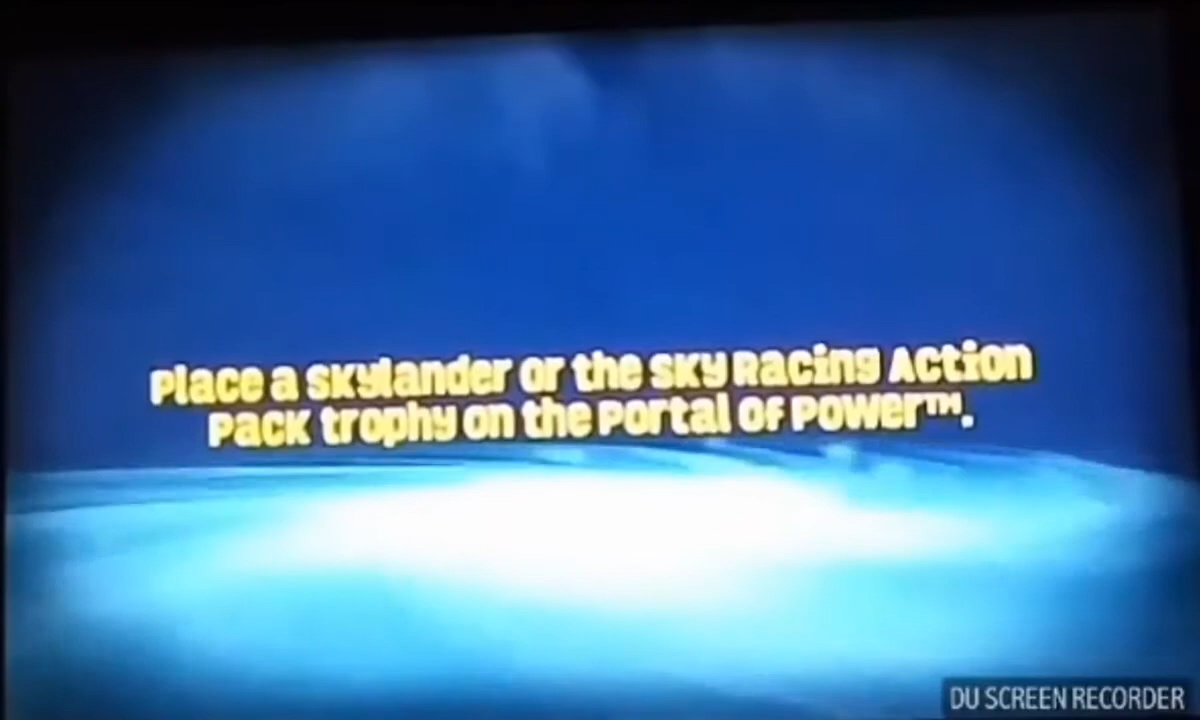 Place a Skylander or the Sky Racing Action
Pack trophy on the Portal of Power™.
DU SCREEN RECORDER